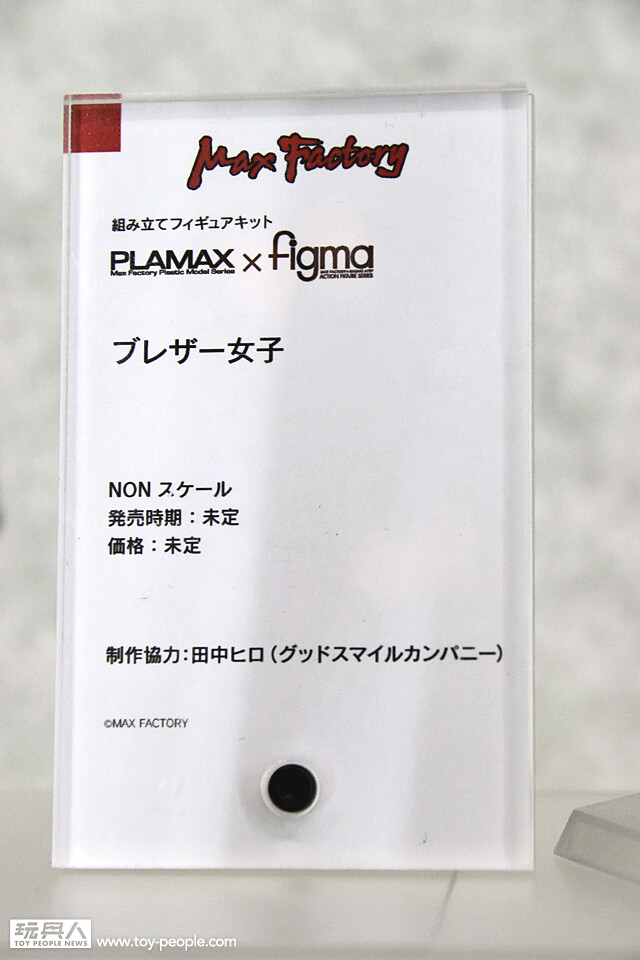 Max Factory
組み立てフィギュアキット
PLAMAX × figma
Max Factory Plastic Model Series
ACTION FIGURE SERIES
ブレザー女子
NON スケール
発売時期：未定
価格：未定
制作協力：田中ヒロ（グッドスマイルカンパニー）
©MAX FACTORY
玩具人
TOY PEOPLE NEWS
www.toy-people.com